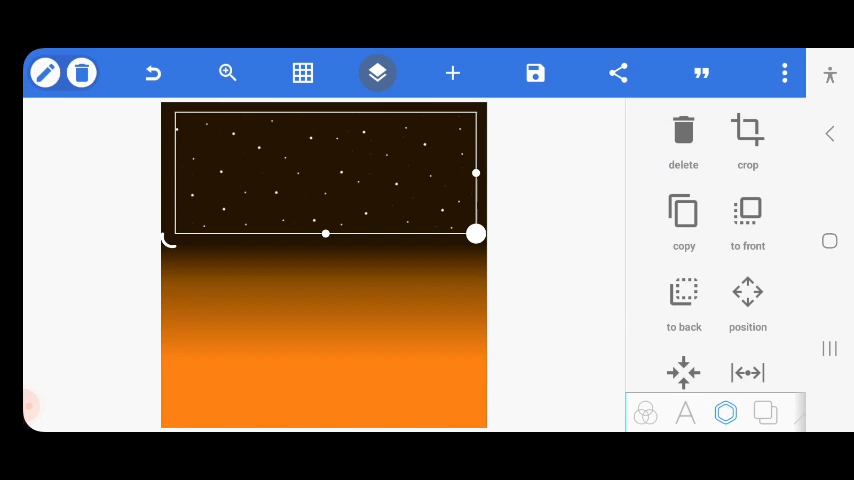 delete
crop
copy
to front
to back
position